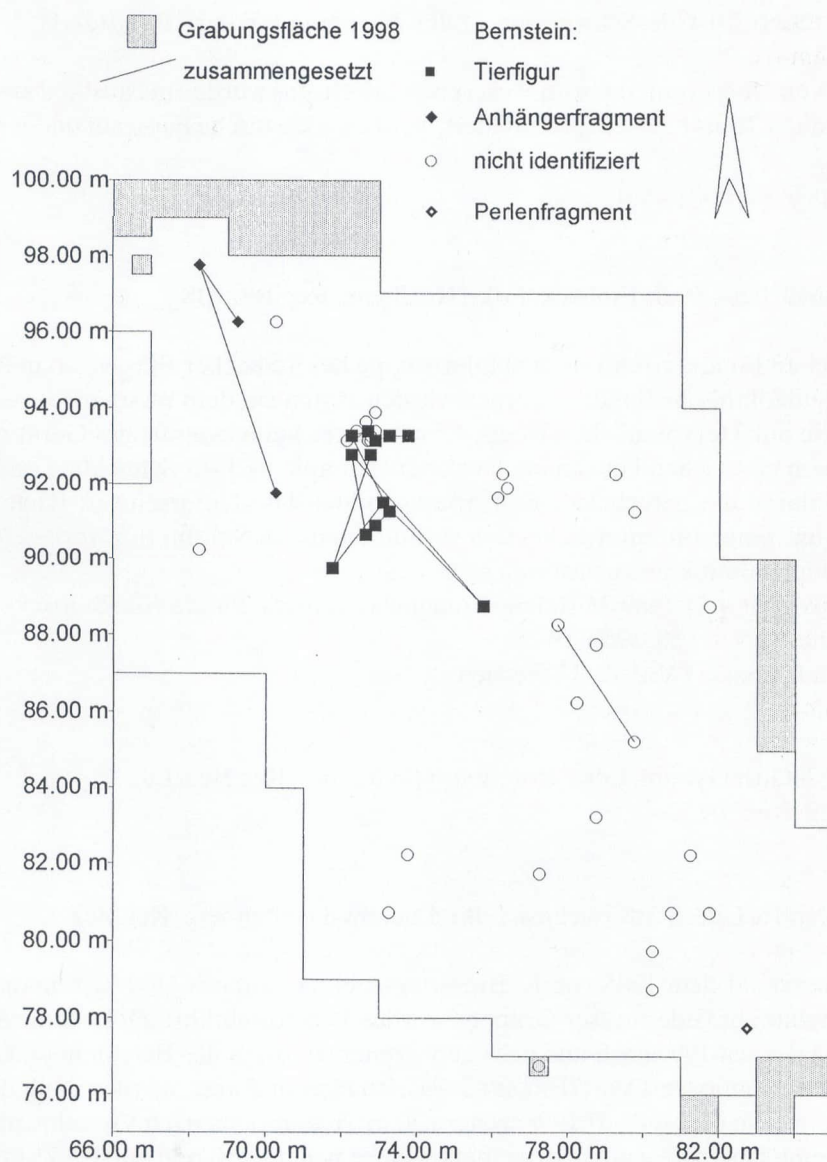 Grabungsfläche 1998
zusammengesetzt
Bernstein:
Tierfigur
Anhängerfragment
nicht identifiziert
Perlenfragment
100.00 m
98.00 m
96.00 m
94.00 m
92.00 m
90.00 m
88.00 m
86.00 m
84.00 m
82.00 m
80.00 m
78.00 m
76.00 m
66.00 m
70.00 m
74.00 m
78.00 m
82.00 m